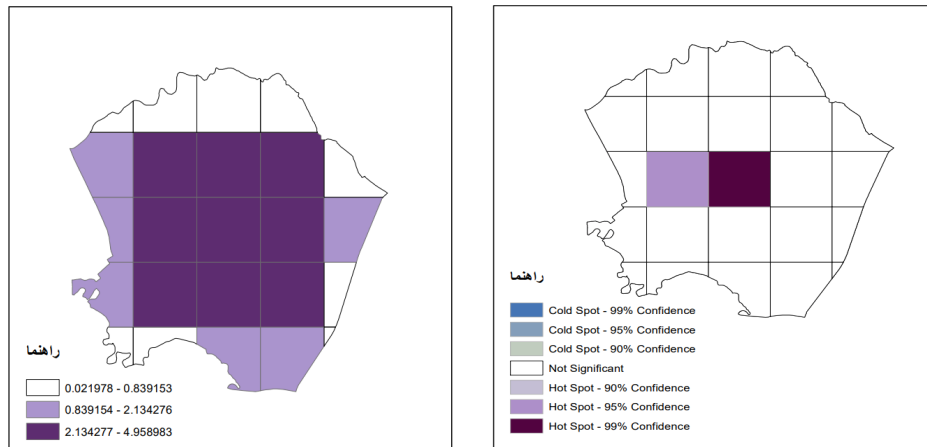 راهنما
0.021978 - 0.839153
0.839154 - 2.134276
2.134277 - 4.958983
راهنما
Cold Spot - 99% Confidence
Cold Spot - 95% Confidence
Cold Spot - 90% Confidence
Not Significant
Hot Spot - 90% Confidence
Hot Spot - 95% Confidence
Hot Spot - 99% Confidence